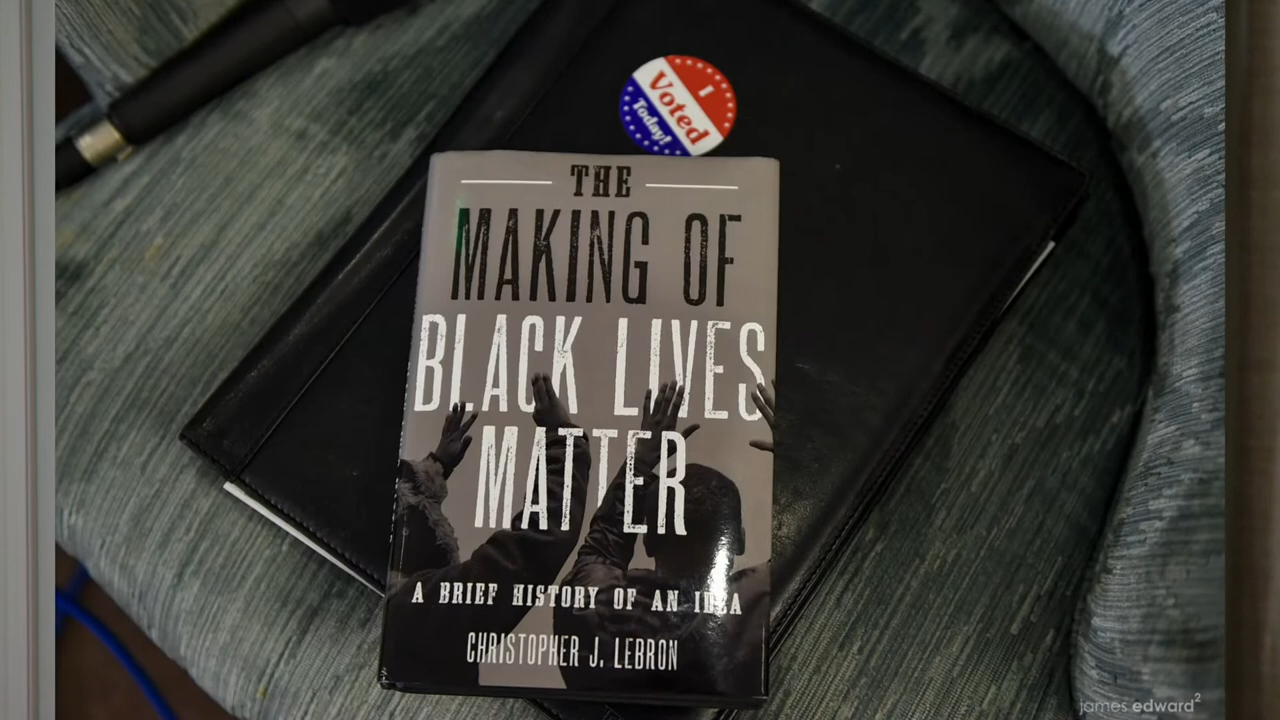 I
Voted
Today!
THE
MAKING OF
BLACK LIVES
MATTER
A BRIEF HISTORY OF AN IDEA
CHRISTOPHER J. LEBRON
james edward²